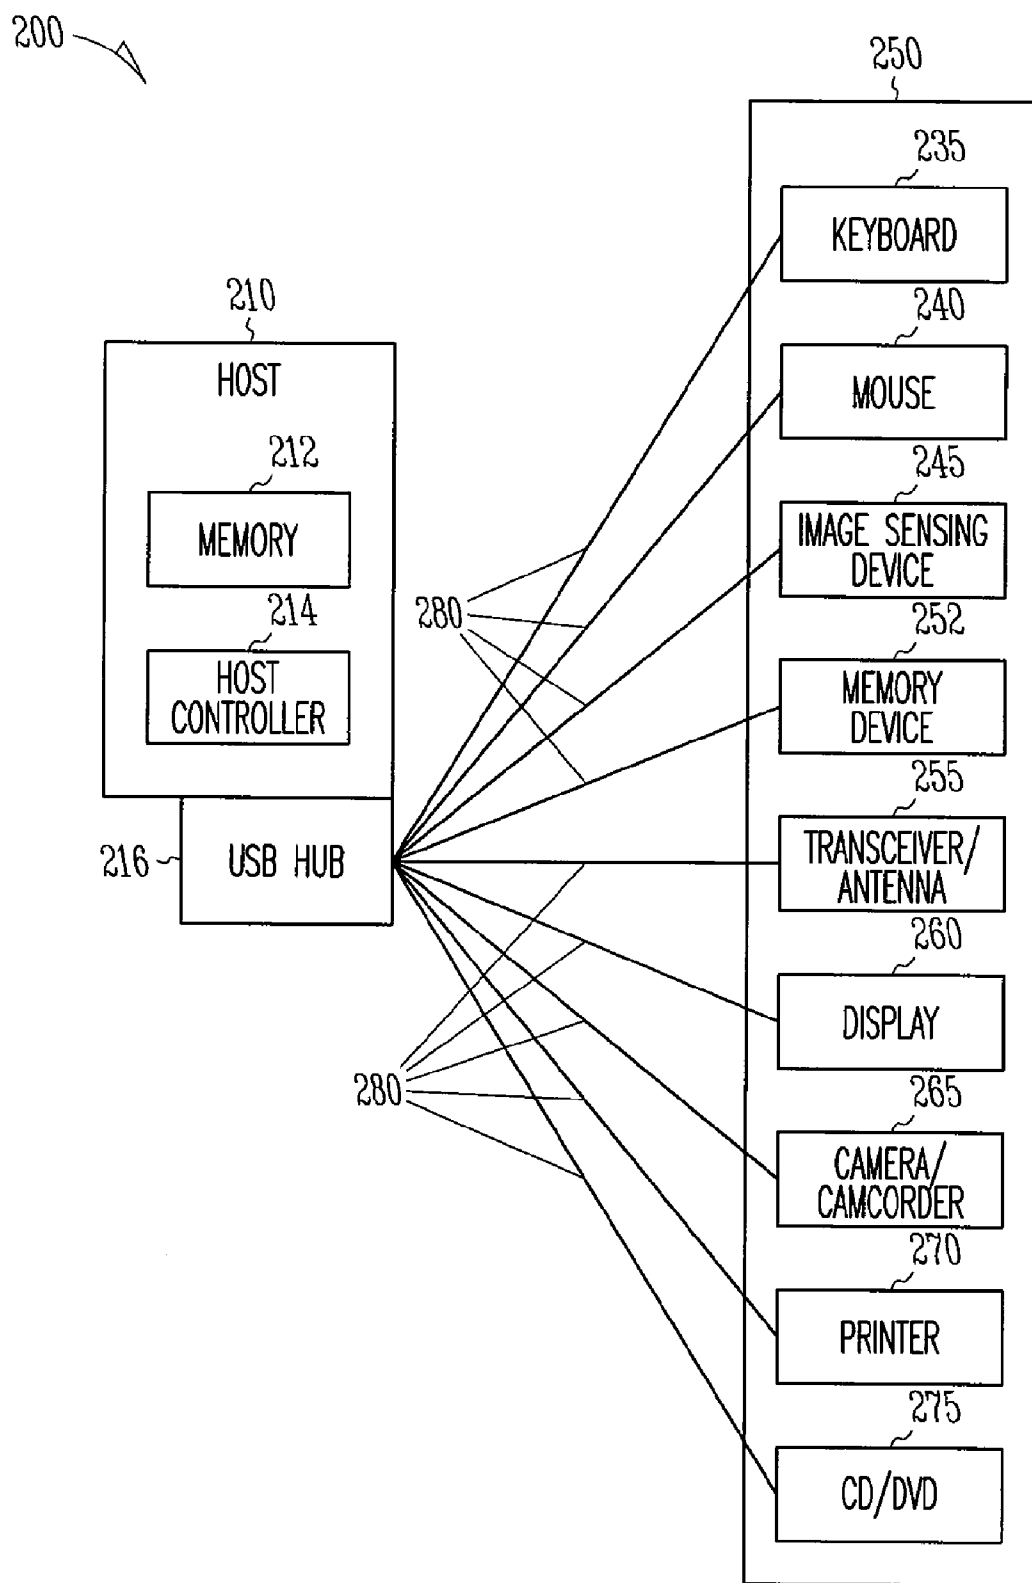 200
250
235
KEYBOARD
210
HOST
240
MOUSE
212
MEMORY
245
IMAGE SENSING
DEVICE
280
214
HOST
CONTROLLER
252
MEMORY
DEVICE
216
USB HUB
255
TRANSCEIVER/
ANTENNA
260
DISPLAY
280
265
CAMERA/
CAMCORDER
270
PRINTER
275
CD/DVD